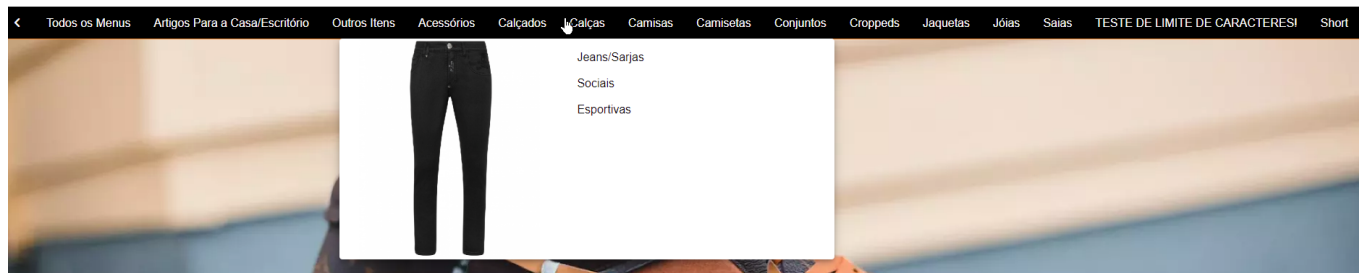 Todos os Menus Artigos Para a Casa/Escritório Outros Itens Acessórios Calçados Calças Camisas Camisetas Conjuntos Croppeds Jaquetas Jóias Saias TESTE DE LIMITE DE CARACTERES! Short
Jeans/Sarjas
Sociais
Esportivas